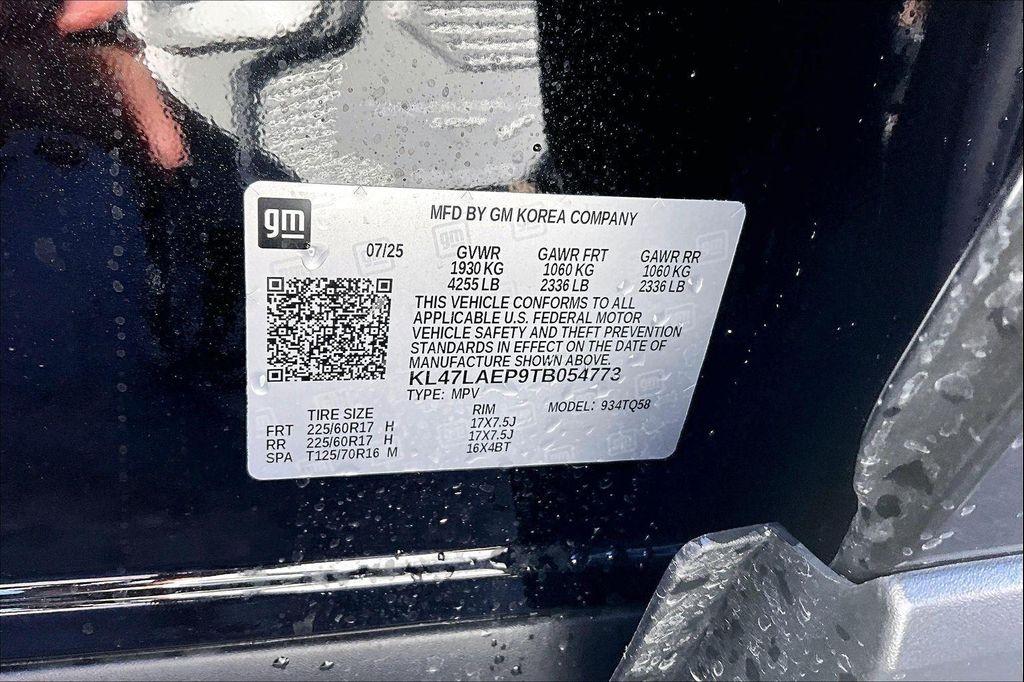 gm
MFD BY GM KOREA COMPANY
07/25 GVWR GAWR FRT GAWR RR
1930 KG 1060 KG 1060 KG
4255 LB 2336 LB 2336 LB
THIS VEHICLE CONFORMS TO ALL
APPLICABLE U.S. FEDERAL MOTOR
VEHICLE SAFETY AND THEFT PREVENTION
STANDARDS IN EFFECT ON THE DATE OF
MANUFACTURE SHOWN ABOVE.
KL47LAEP9TB054773
TYPE: MPV
TIRE SIZE RIM MODEL: 934TQ58
FRT 225/60R17 H 17X7.5J
RR 225/60R17 H 17X7.5J
SPA T125/70R16 M 16X4BT